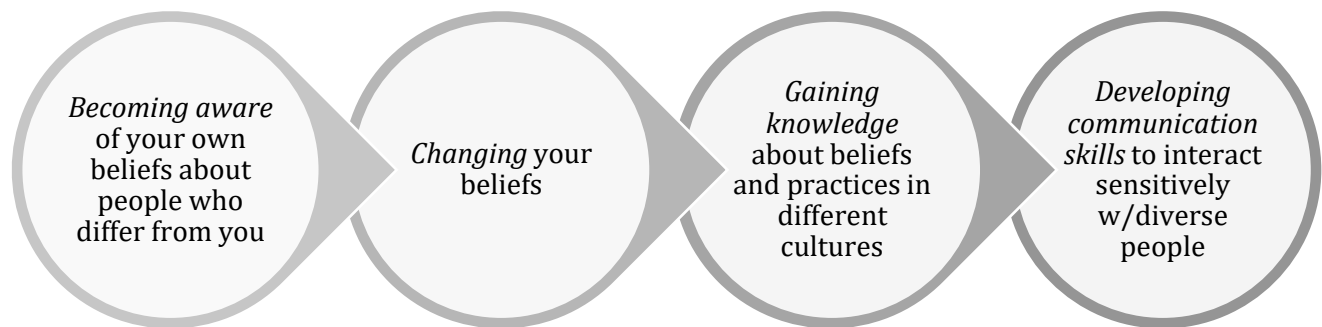 Becoming aware
of your own
beliefs about
people who
differ from you
Changing your
beliefs
Gaining
knowledge
about beliefs
and practices in
different
cultures
Developing
communication
skills to interact
sensitively
w/diverse
people